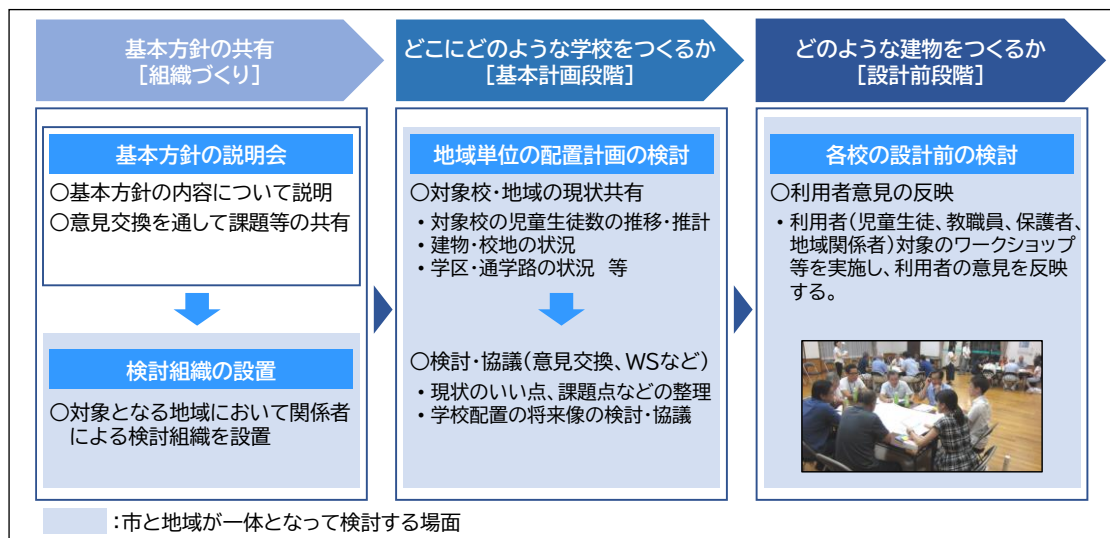 基本方針の共有
[組織づくり]
基本方針の説明会
○基本方針の内容について説明
○意見交換を通して課題等の共有
検討組織の設置
○対象となる地域において関係者
による検討組織を設置
どこにどのような学校をつくるか
[基本計画段階]
地域単位の配置計画の検討
○対象校・地域の現状共有
・対象校の児童生徒数の推移・推計
・建物・校地の状況
・学区・通学路の状況 等
○検討・協議(意見交換、WSなど)
・現状のいい点、課題点などの整理
・学校配置の将来像の検討・協議
どのような建物をつくるか
[設計前段階]
各校の設計前の検討
○利用者意見の反映
・利用者(児童生徒、教職員、保護者、
地域関係者)対象のワークショップ
等を実施し、利用者の意見を反映
する。
:市と地域が一体となって検討する場面